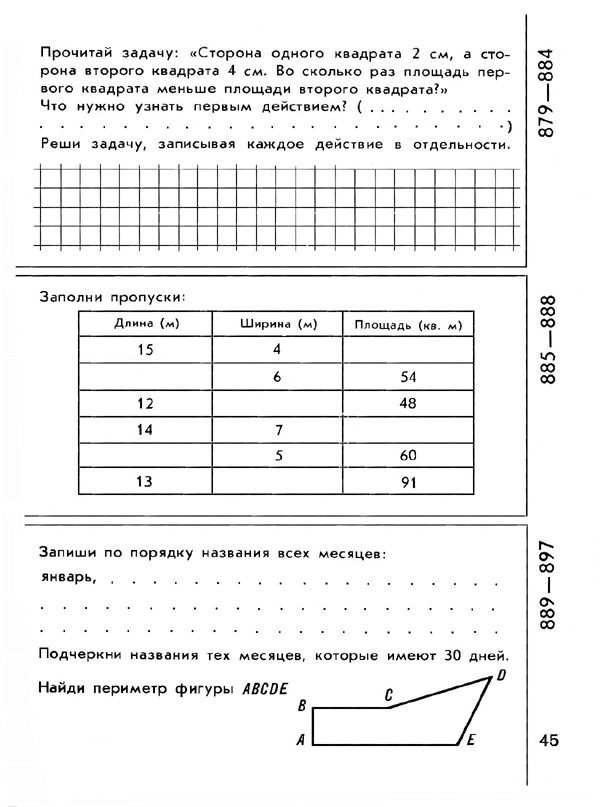 Прочитай задачу: «Сторона одного квадрата 2 см, а сто-
рона второго квадрата 4 см. Во сколько раз площадь пер-
вого квадрата меньше площади второго квадрата?»
Что нужно узнать первым действием? ( . . . . . . . . . .
. . . . . . . . . . . . . . . . . . . . . . . . . .)
Реши задачу, записывая каждое действие в отдельности.
879—884
Заполни пропуски:
Длина (м) Ширина (м) Площадь (кв. м)
15 4
6 54
12 48
14 7
5 60
13 91
885—888
Запиши по порядку названия всех месяцев:
январь, . . . . . . . . . . . . . . . . . . .
. . . . . . . . . . . . . . . . . . . . . .
. . . . . . . . . . . . . . . . . . . . . .
Подчеркни названия тех месяцев, которые имеют 30 дней.
Найди периметр фигуры ABCDE
B
C
D
A
E
889—897
45